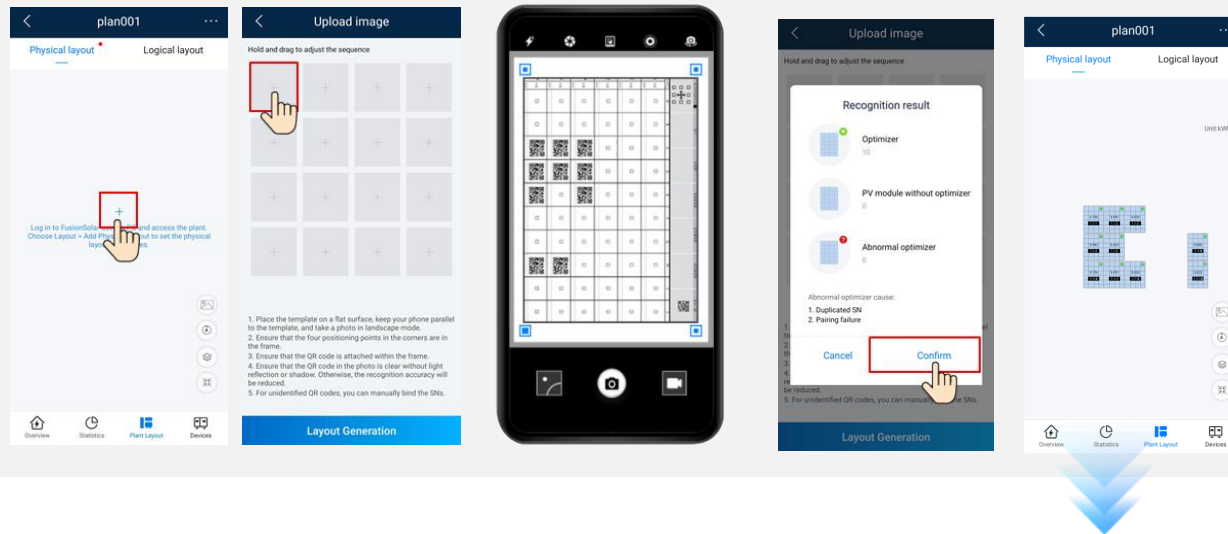 plan001
Physical layout
Logical layout
Log in to FusionSolar and access the plant.
Choose Layout > Add out to set the physical
Overview
Statistics
Plant Layout
Devices
Upload image
Hold and drag to adjust the sequence
1. Place the template on a flat surface, keep your phone parallel
to the template, and take a photo in landscape mode.
2. Ensure that the four positioning points in the corners are in
the frame.
3. Ensure that the QR code is attached within the frame.
4. Ensure that the QR code in the photo is clear without light
reflection or shadow. Otherwise, the recognition accuracy will
be reduced.
5. For unidentified QR codes, you can manually bind the SNs.
Layout Generation
Upload image
Hold and drag to adjust the sequence
Recognition result
Optimizer
10
PV module without optimizer
0
Abnormal optimizer
0
Abnormal optimizer cause:
1. Duplicated SN
2. Pairing failure
Cancel
Confirm
be reduced.
5. For unidentified QR codes, you can manually the SNs.
Layout Generation
plan001
Physical layout
Logical layout
Unit:kW
Overview
Statistics
Plant Layout
Devices